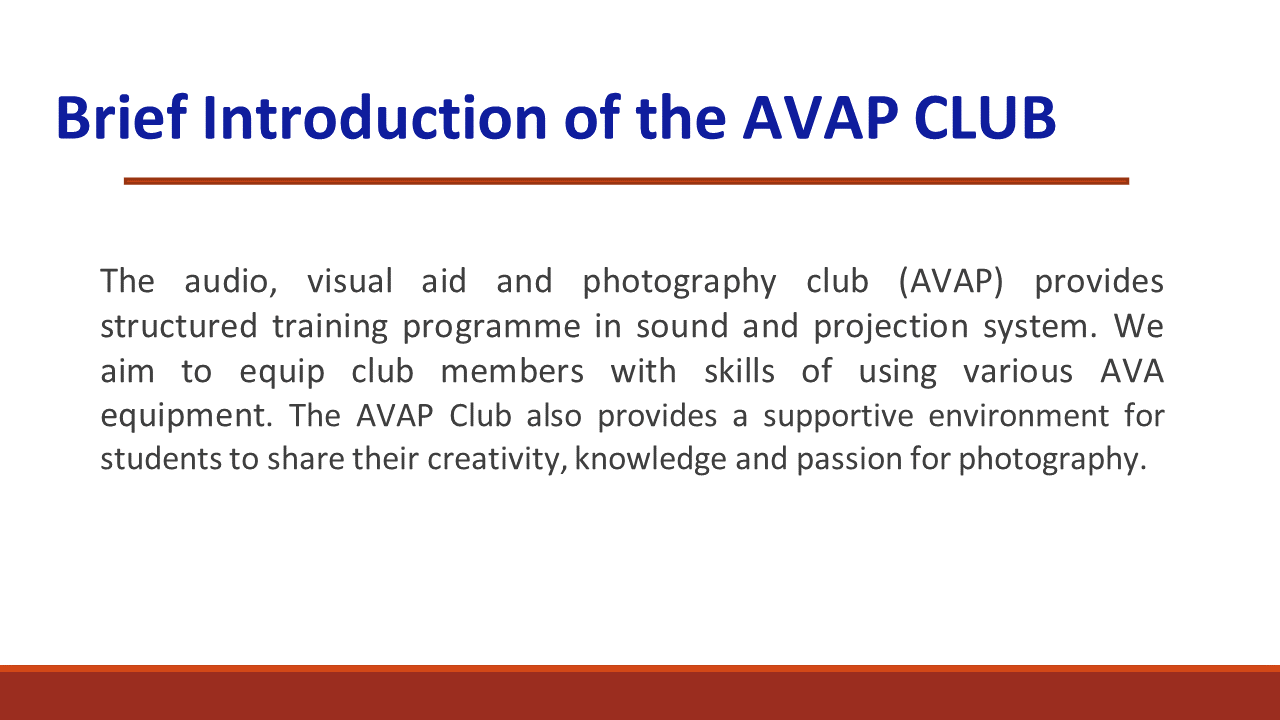 Brief Introduction of the AVAP CLUB
The audio, visual aid and photography club (AVAP) provides
structured training programme in sound and projection system. We
aim to equip club members with skills of using various AVA
equipment. The AVAP Club also provides a supportive environment for
students to share their creativity, knowledge and passion for photography.